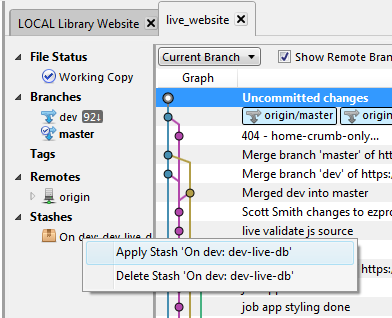 LOCAL Library Website
live_website
File Status
Working Copy
Branches
dev 92↓
master
Tags
Remotes
origin
Stashes
On dev: dev-live-db
Current Branch
Show Remote Bran
Graph
Uncommitted changes
origin/master origin
404 - home-crumb-only...
Merge branch 'master' of htt
Merge branch 'dev' of https:
Merged dev into master
Scott Smith changes to ezpro
live validate js source
Apply Stash 'On dev: dev-live-db'
Delete Stash 'On dev: dev-live-db'
https:/
job app styling done